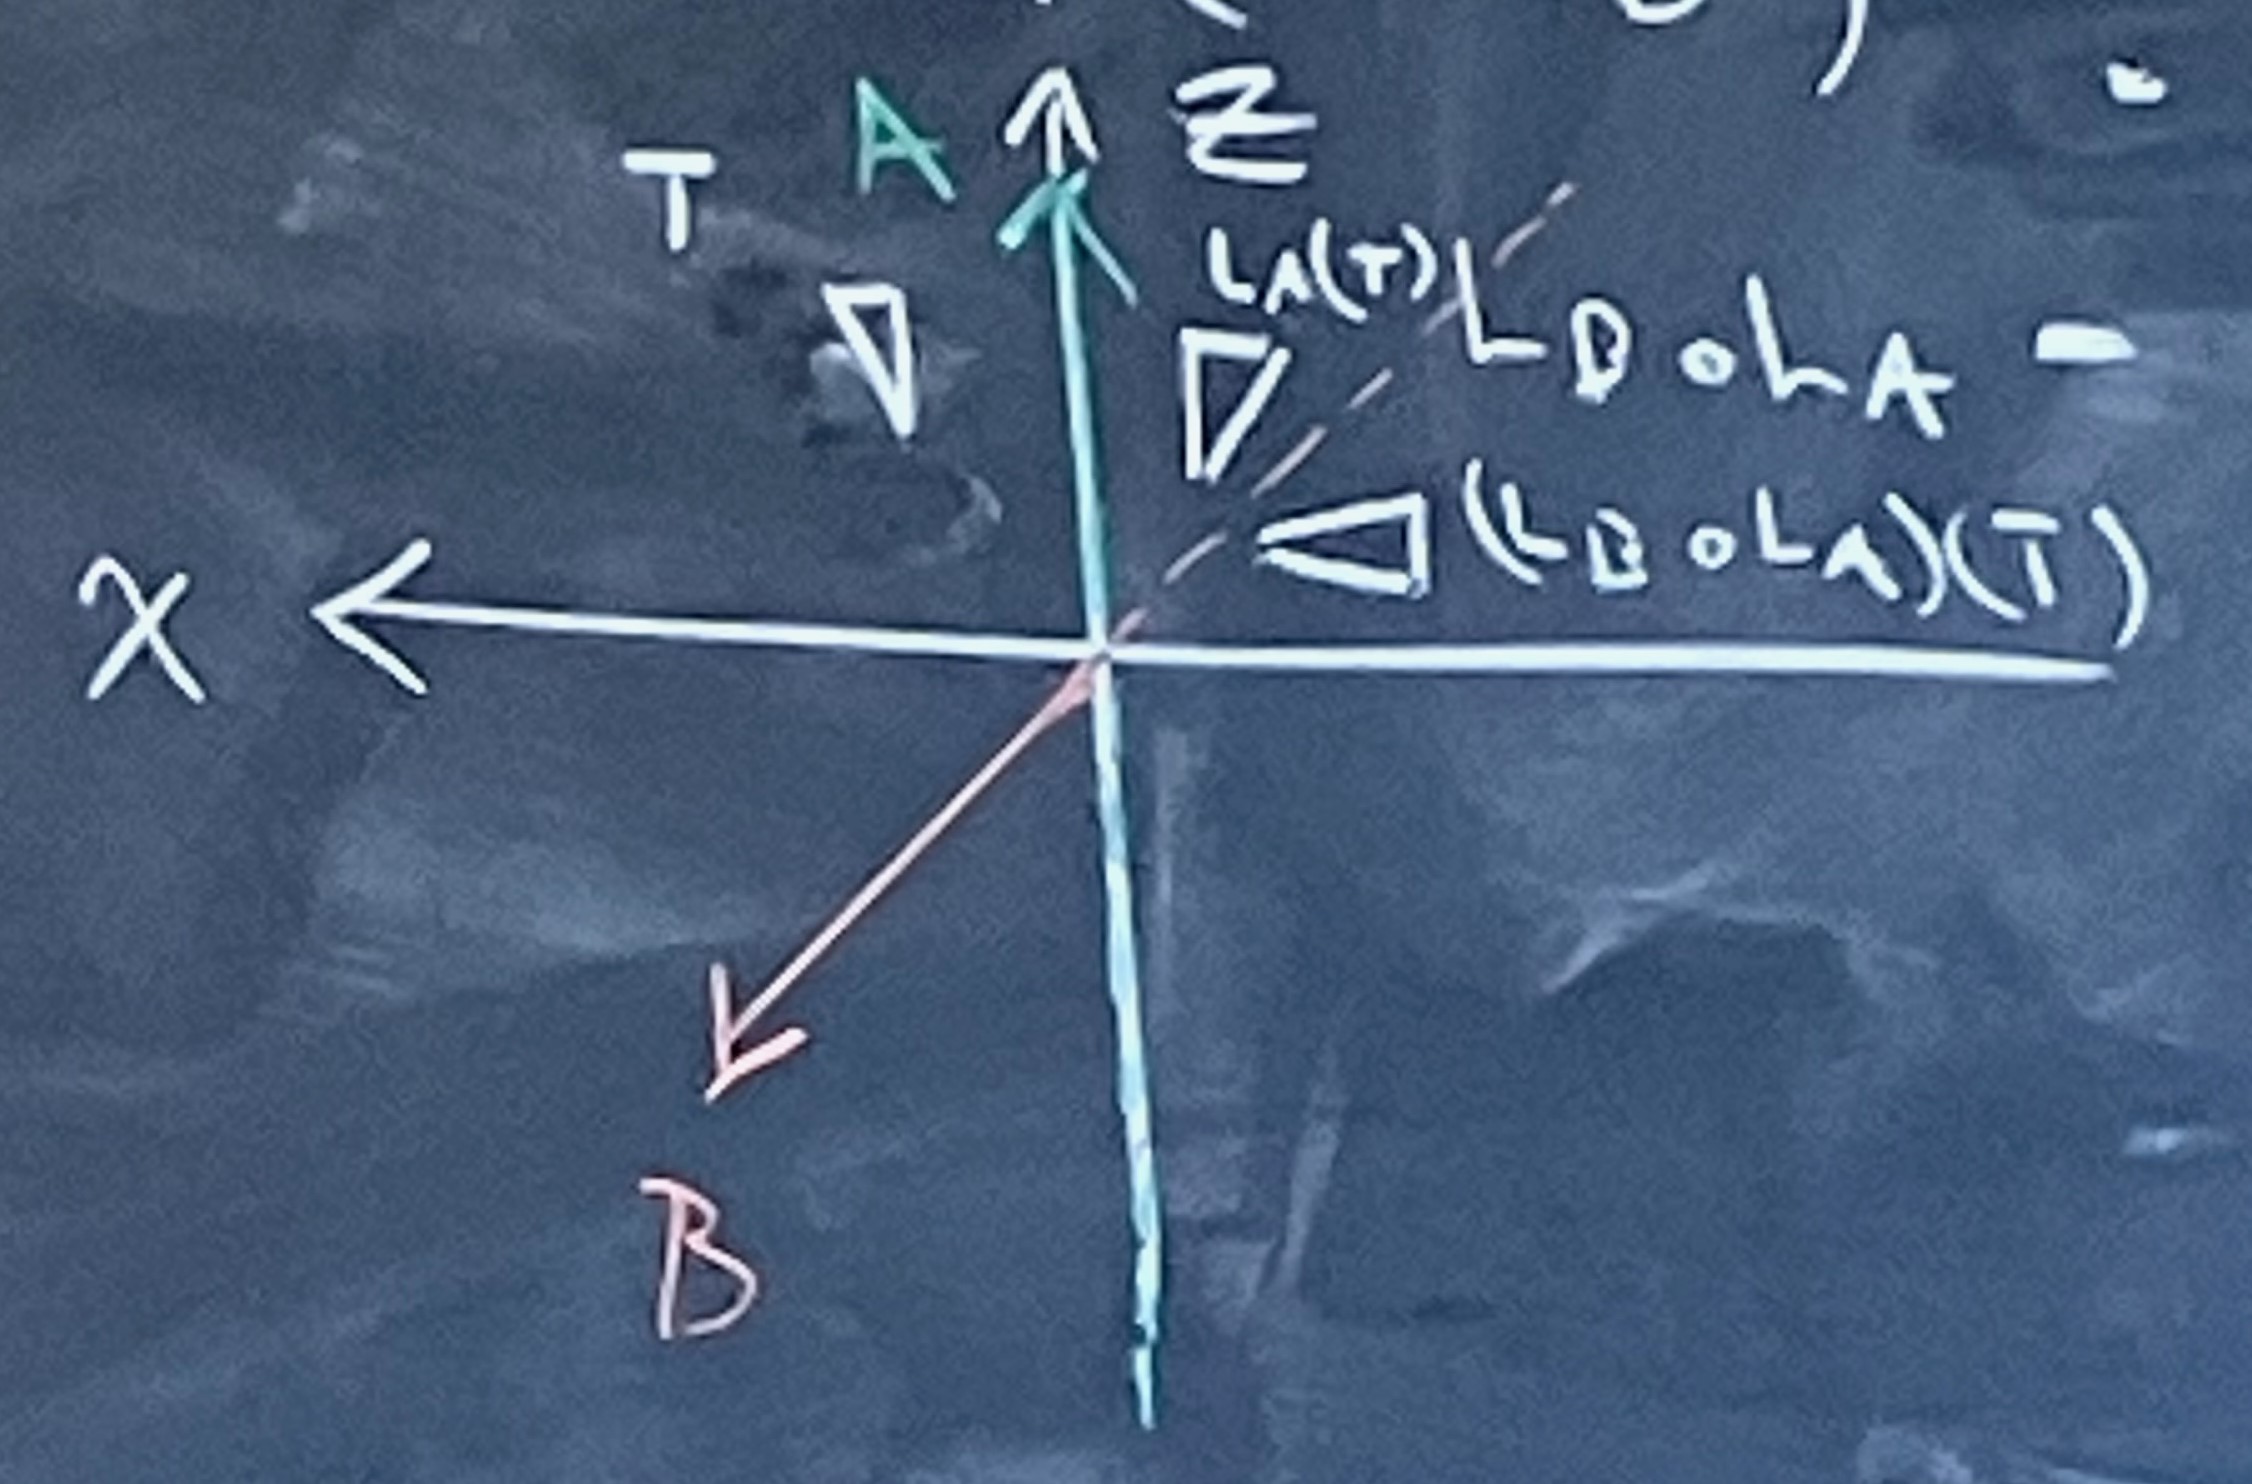 A
Z
T
L_A(T)
L_B ∘ L_A
(L_B ∘ L_A)(T)
X
B